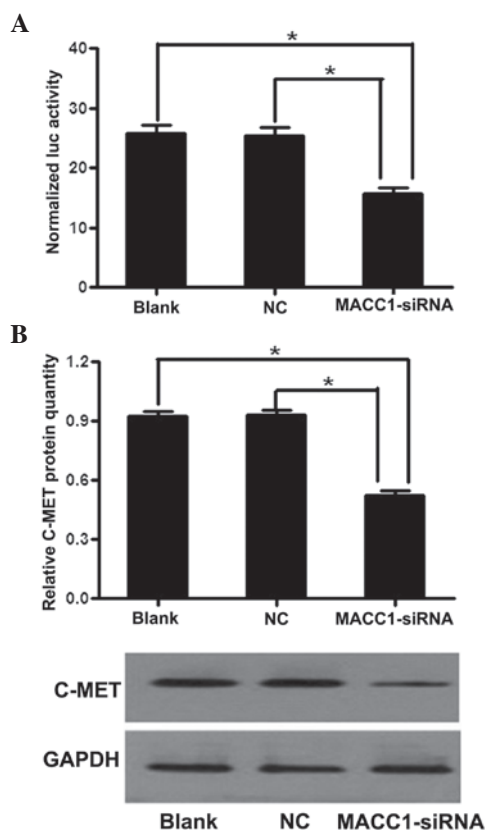 A
*
*
Normalized luc activity
40
30
20
10
0
Blank NC MACC1-siRNA
B
*
*
Relative C-MET protein quantity
1.2
0.9
0.6
0.3
0.0
Blank NC MACC1-siRNA
C-MET
GAPDH
Blank NC MACC1-siRNA